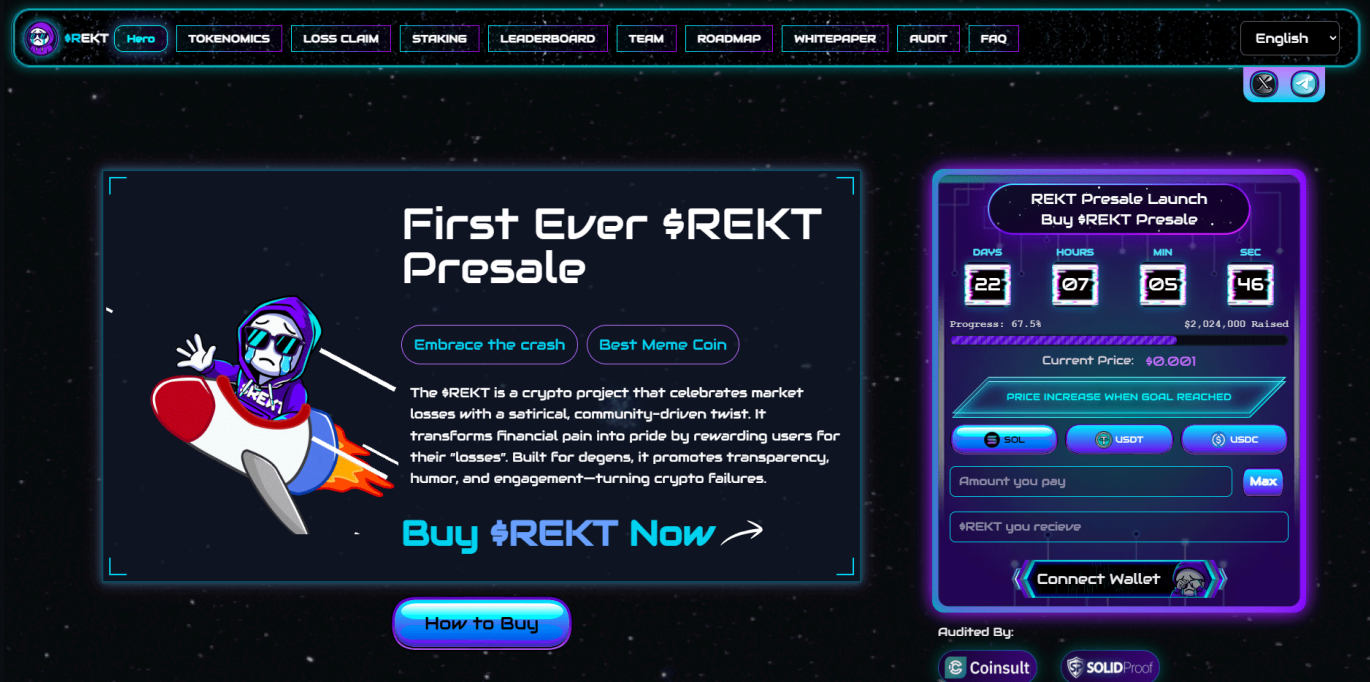 $REKT
Hero
TOKENOMICS
LOSS CLAIM
STAKING
LEADERBOARD
TEAM
ROADMAP
WHITEPAPER
AUDIT
FAQ
English
First Ever $REKT
Presale
Embrace the crash
Best Meme Coin
The $REKT is a crypto project that celebrates market
losses with a satirical, community-driven twist. It
transforms financial pain into pride by rewarding users for
their "losses". Built for degens, it promotes transparency,
humor, and engagement—turning crypto failures.
Buy $REKT Now
How to Buy
REKT Presale Launch
Buy $REKT Presale
DAYS HOURS MIN SEC
22 07 05 46
Progress: 67.5% $2,024,000 Raised
Current Price: $0.001
PRICE INCREASE WHEN GOAL REACHED
SOL USDT USDC
Amount you pay Max
$REKT you recieve
Connect Wallet
Audited By:
Coinsult SOLIDProof